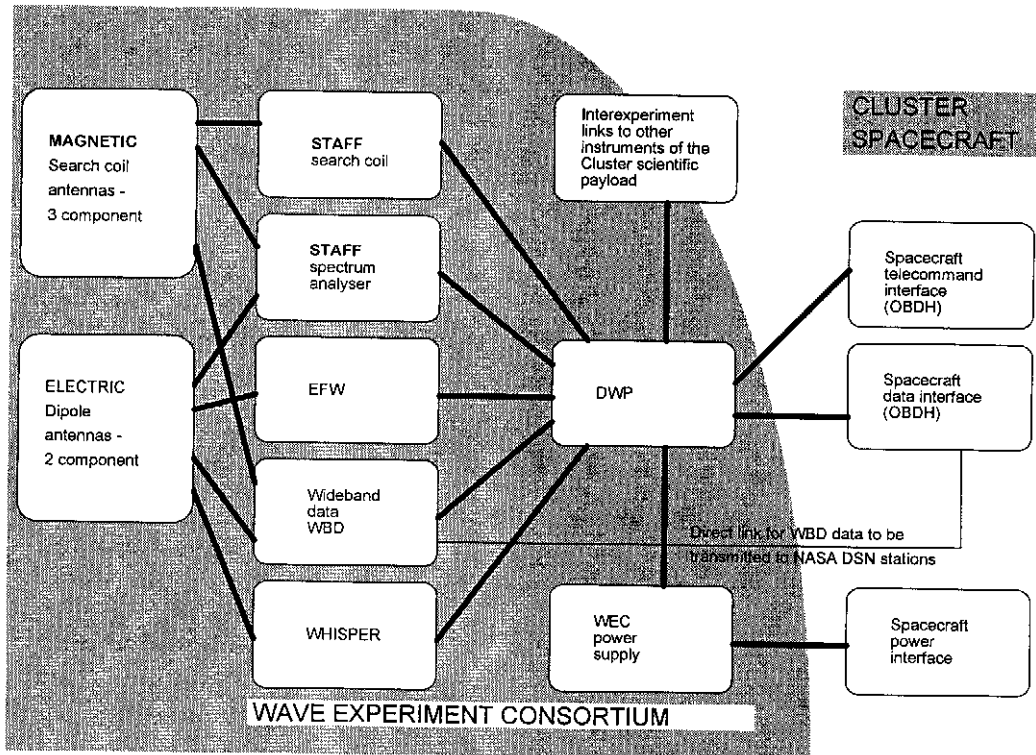 MAGNETIC
Search coil
antennas -
3 component
STAFF
search coil
Interexperiment
links to other
instruments of the
Cluster scientific
payload
CLUSTER
SPACECRAFT
STAFF
spectrum
analyser
Spacecraft
telecommand
interface
(OBDH)
ELECTRIC
Dipole
antennas -
2 component
EFW
DWP
Spacecraft
data interface
(OBDH)
Wideband
data
WBD
Direct link for WBD data to be
transmitted to NASA DSN stations
WHISPER
WEC
power
supply
Spacecraft
power
interface
WAVE EXPERIMENT CONSORTIUM